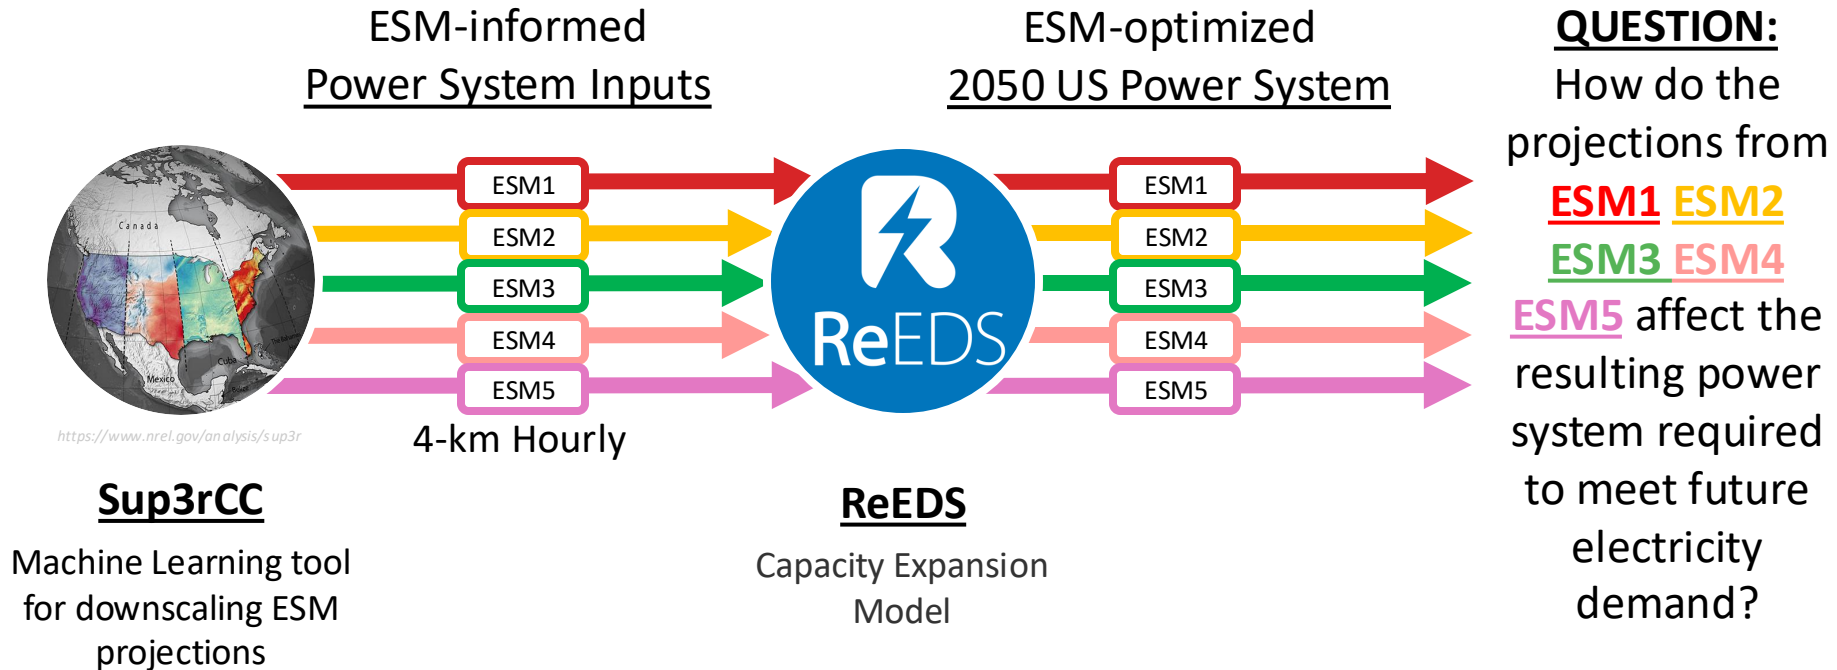 ESM-informed
Power System Inputs
ESM-optimized
2050 US Power System
QUESTION:
How do the
projections from
ESM1 ESM2
ESM3 ESM4
ESM5 affect the
resulting power
system required
to meet future
electricity
demand?
ESM1
ESM2
ESM3
ESM4
ESM5
4-km Hourly
Canada
Mexico
Cuba
ReEDS
ESM1
ESM2
ESM3
ESM4
ESM5
https://www.nrel.gov/analysis/sup3r
Sup3rCC
Machine Learning tool
for downscaling ESM
projections
ReEDS
Capacity Expansion
Model